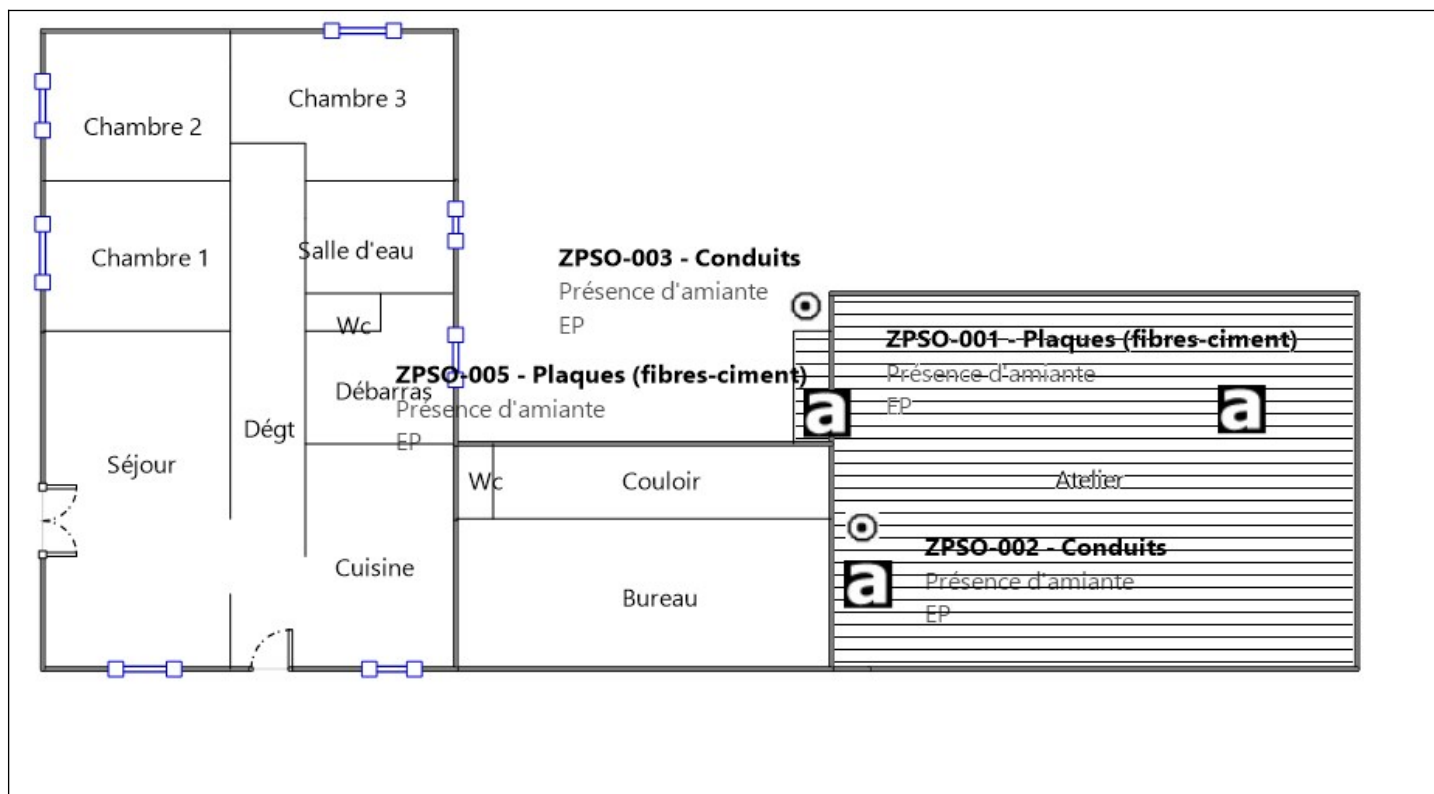 Chambre 3
Chambre 2
Chambre 1
Salle d'eau
ZPSO-003 - Conduits
Présence d'amiante
EP
Wc
ZPSO-001 - Plaques (fibres-ciment)
Présence d'amiante
EP
ZPSO-005 - Plaques (fibres-ciment)
Présence d'amiante
EP
Débarras
a
a
Dégt
Séjour
Wc
Couloir
Atelier
ZPSO-002 - Conduits
Présence d'amiante
EP
a
Cuisine
Bureau